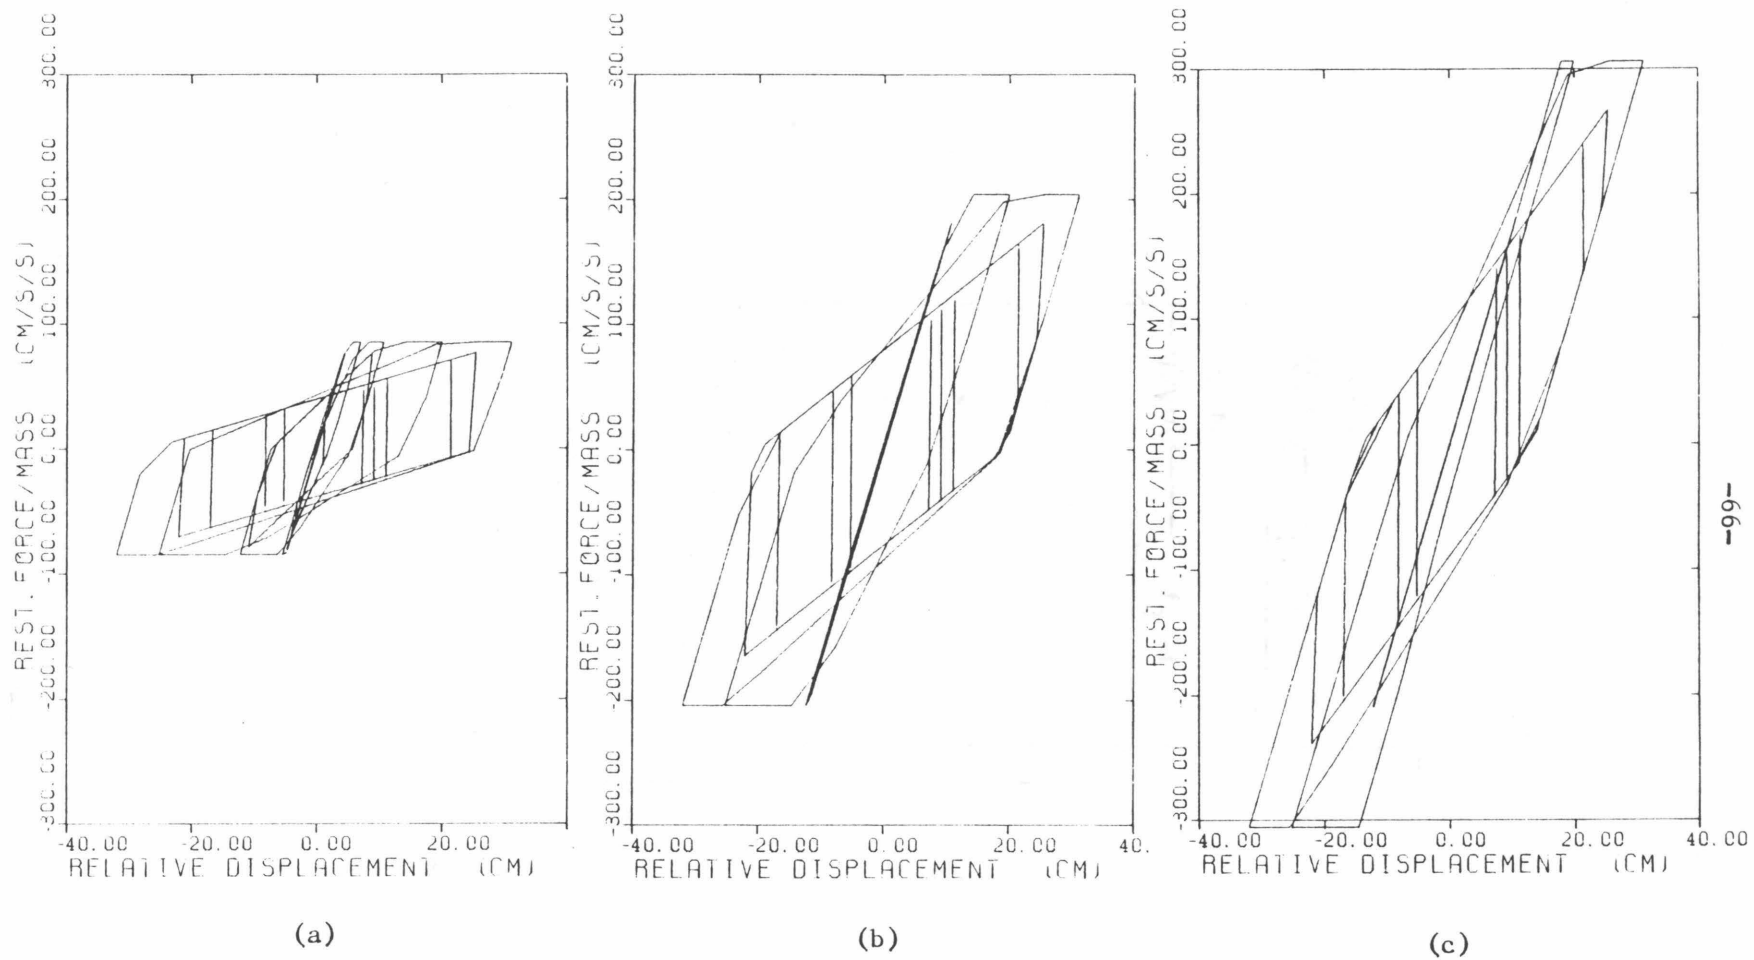 300.00
200.00
100.00
0.00
-100.00
-200.00
-300.00
REST. FORCE/MASS (CM/S/S)
-40.00 -20.00 0.00 20.00
RELATIVE DISPLACEMENT (CM)
(a)
300.00
200.00
100.00
0.00
-100.00
-200.00
-300.00
REST. FORCE/MASS (CM/S/S)
-40.00 -20.00 0.00 20.00 40.
RELATIVE DISPLACEMENT (CM)
(b)
300.00
200.00
100.00
0.00
-100.00
-200.00
-300.00
REST. FORCE/MASS (CM/S/S)
-40.00 -20.00 0.00 20.00 40.00
RELATIVE DISPLACEMENT (CM)
(c)
-99-